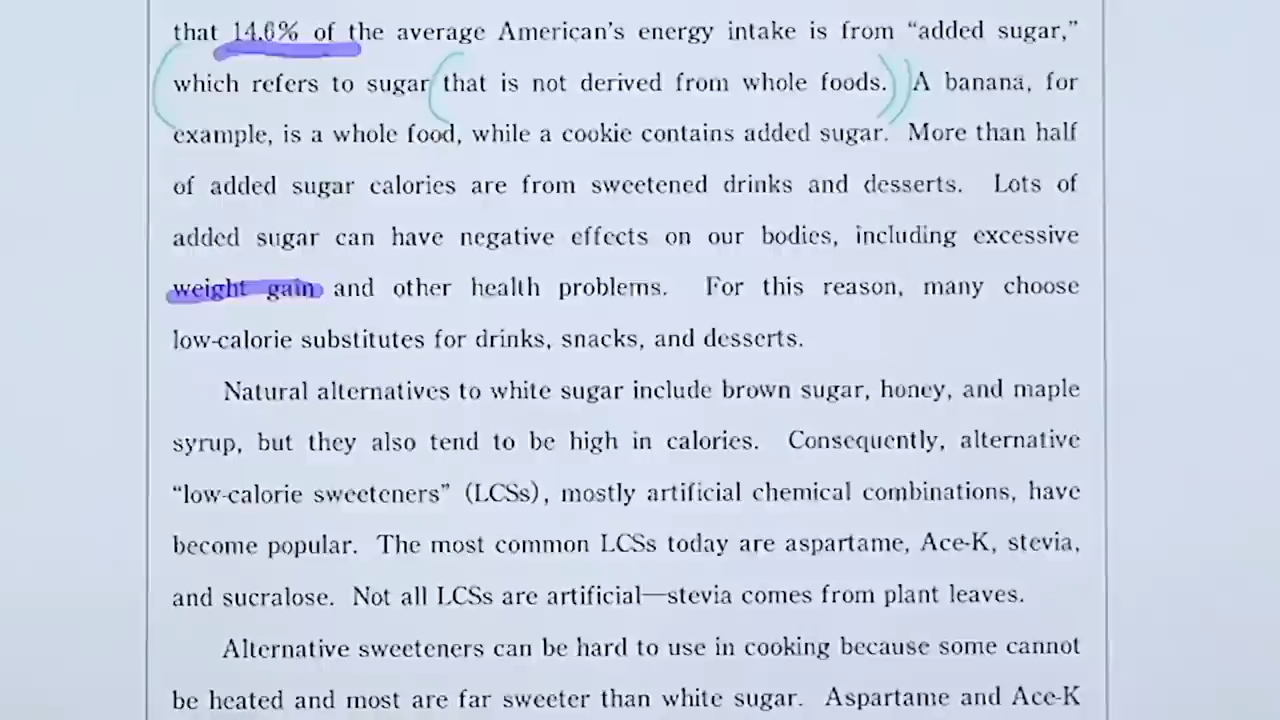 that 14.6% of the average American's energy intake is from “added sugar,”
which refers to sugar that is not derived from whole foods. A banana, for
example, is a whole food, while a cookie contains added sugar. More than half
of added sugar calories are from sweetened drinks and desserts. Lots of
added sugar can have negative effects on our bodies, including excessive
weight gain and other health problems. For this reason, many choose
low-calorie substitutes for drinks, snacks, and desserts.
Natural alternatives to white sugar include brown sugar, honey, and maple
syrup, but they also tend to be high in calories. Consequently, alternative
“low-calorie sweeteners” (LCSs), mostly artificial chemical combinations, have
become popular. The most common LCSs today are aspartame, Ace-K, stevia,
and sucralose. Not all LCSs are artificial—stevia comes from plant leaves.
Alternative sweeteners can be hard to use in cooking because some cannot
be heated and most are far sweeter than white sugar. Aspartame and Ace-K